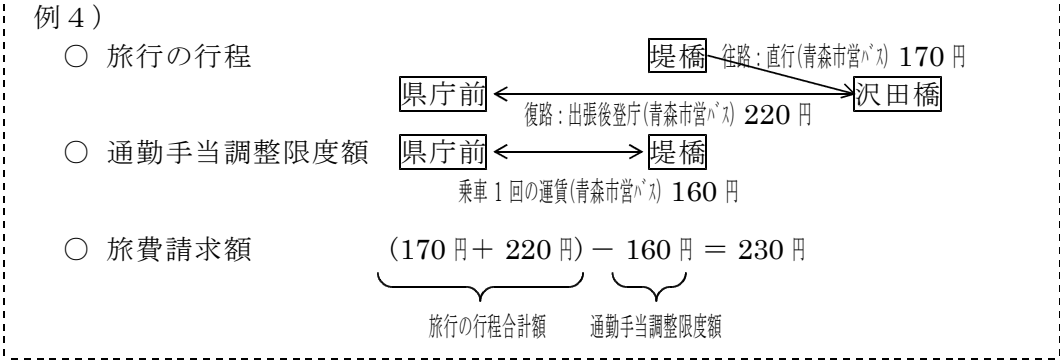 例４）
○ 旅行の行程 堤橋 往路：直行(青森市営ﾊﾞｽ) 170 円
県庁前 沢田橋
復路：出張後登庁(青森市営ﾊﾞｽ) 220 円
○ 通勤手当調整限度額 県庁前 堤橋
乗車１回の運賃(青森市営ﾊﾞｽ) 160 円
○ 旅費請求額 (170 円＋ 220 円)－ 160 円 ＝ 230 円
旅行の行程合計額 通勤手当調整限度額